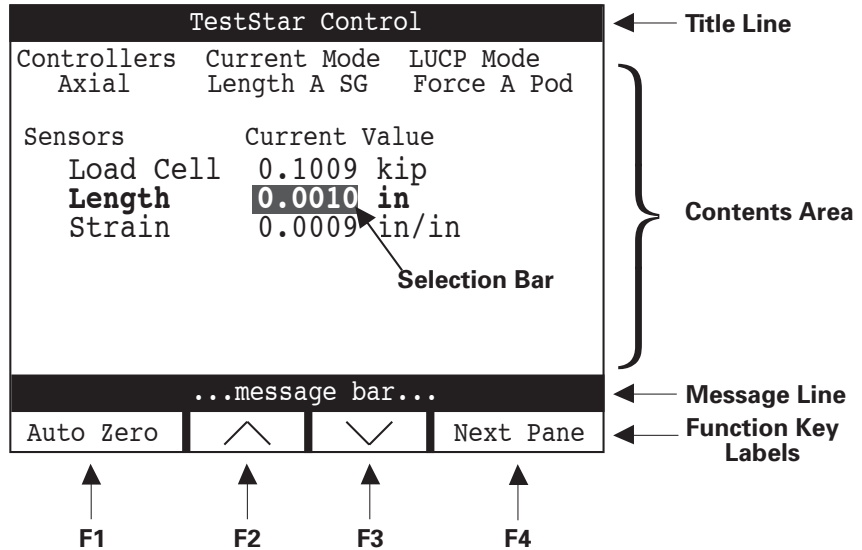 TestStar Control
Title Line
Controllers Current Mode LUCP Mode
Axial Length A SG Force A Pod
Sensors Current Value
Load Cell 0.1009 kip
Length 0.0010 in
Strain 0.0009 in/in
Contents Area
Selection Bar
...message bar...
Message Line
Auto Zero Next Pane
Function Key
Labels
F1 F2 F3 F4